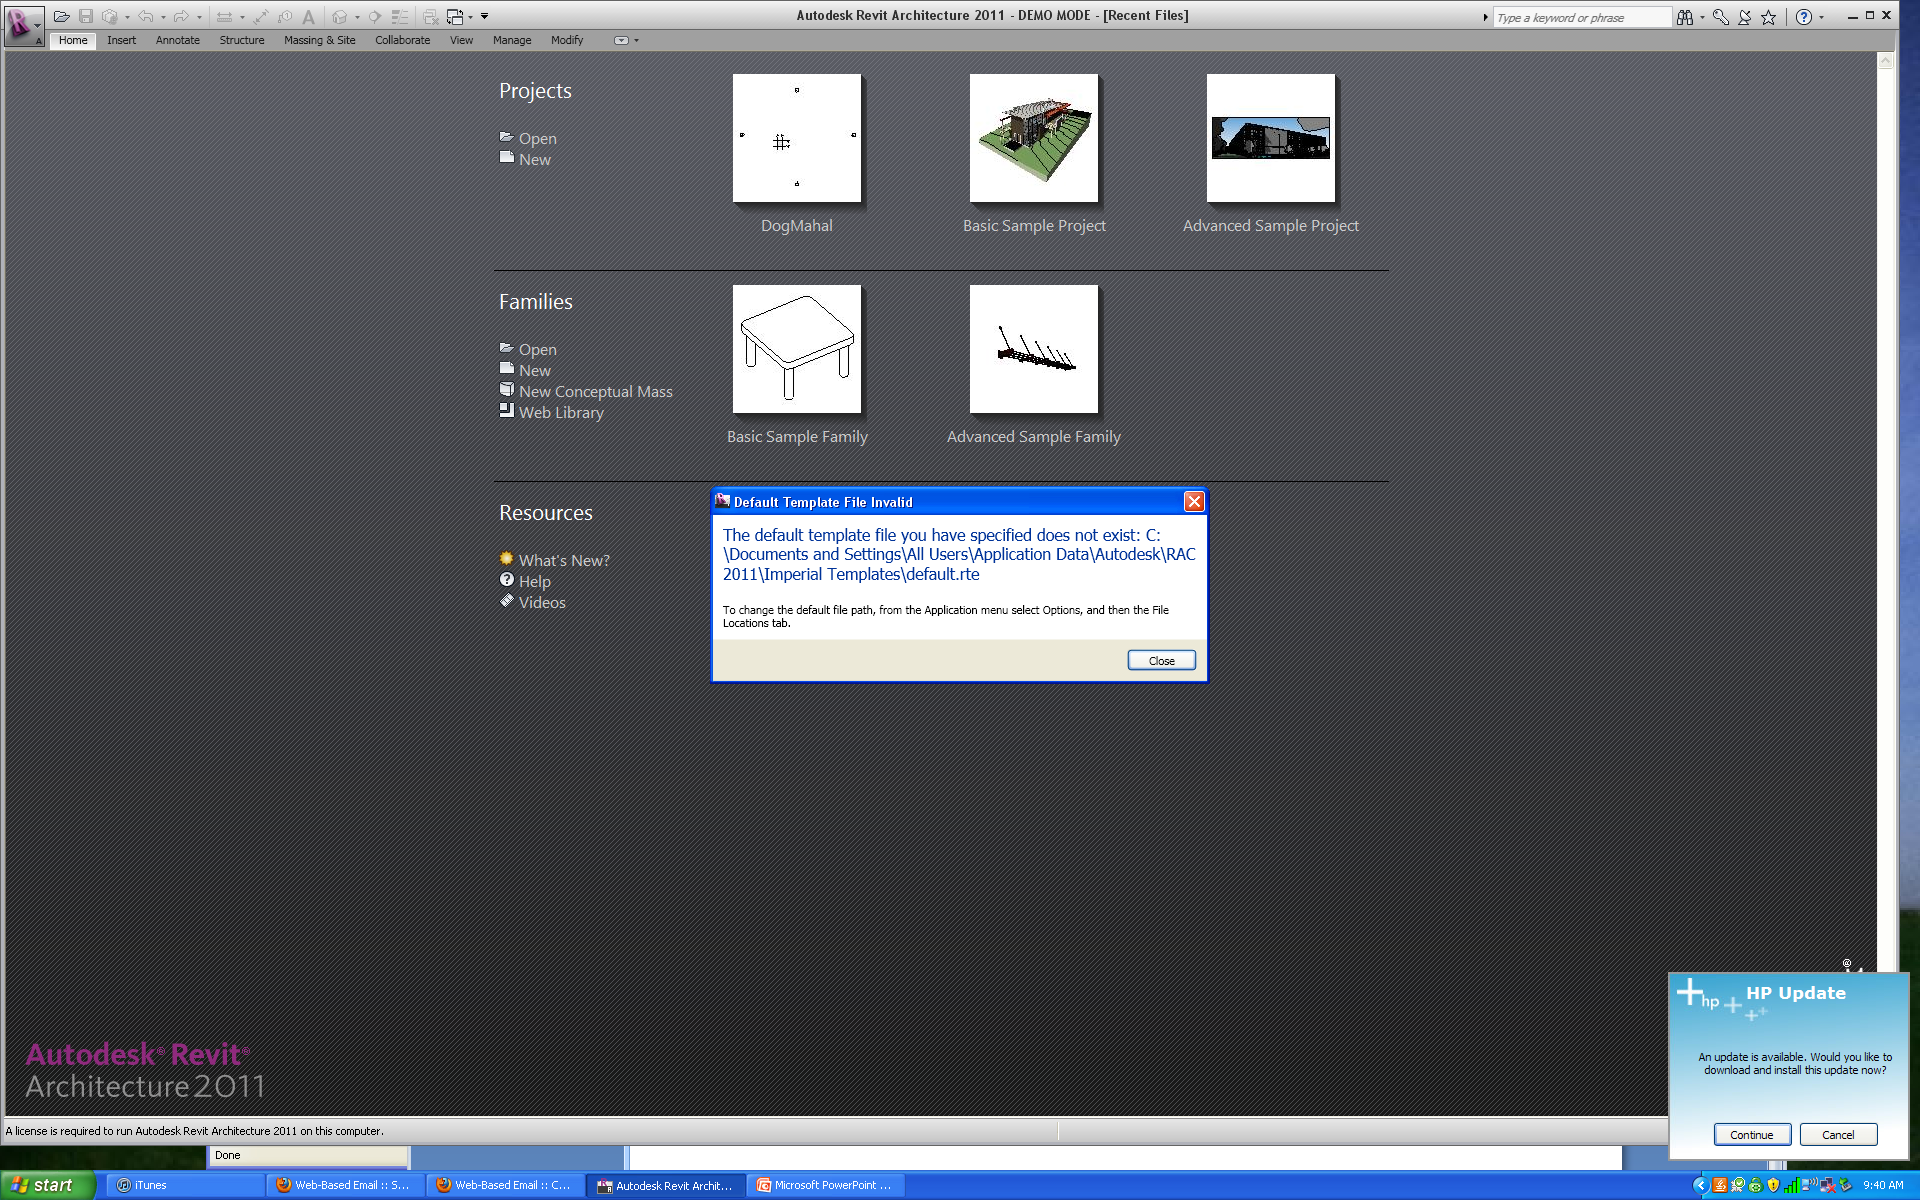 Autodesk Revit Architecture 2011 - DEMO MODE - [Recent Files]
Type a keyword or phrase
Home Insert Annotate Structure Massing & Site Collaborate View Manage Modify
Projects
Open
New
DogMahal
Basic Sample Project
Advanced Sample Project
Families
Open
New
New Conceptual Mass
Web Library
Basic Sample Family
Advanced Sample Family
Resources
What's New?
Help
Videos
Default Template File Invalid
The default template file you have specified does not exist: C:
\Documents and Settings\All Users\Application Data\Autodesk\RAC
2011\Imperial Templates\default.rte
To change the default file path, from the Application menu select Options, and then the File
Locations tab.
Close
Autodesk® Revit®
Architecture 2011
hp HP Update
An update is available. Would you like to
download and install this update now?
Continue Cancel
A license is required to run Autodesk Revit Architecture 2011 on this computer.
Done
start iTunes Web-Based Email :: S... Web-Based Email :: C... Autodesk Revit Archit... Microsoft PowerPoint ... 9:40 AM